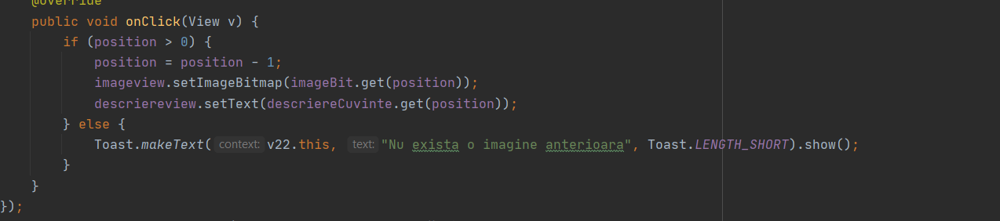 @Override
public void onClick(View v) {
if (position > 0) {
position = position - 1;
imageview.setImageBitmap(imageBit.get(position));
descriereview.setText(descriereCuvinte.get(position));
} else {
Toast.makeText( context: v22.this, text: "Nu exista o imagine anterioara", Toast.LENGTH_SHORT).show();
}
}
});